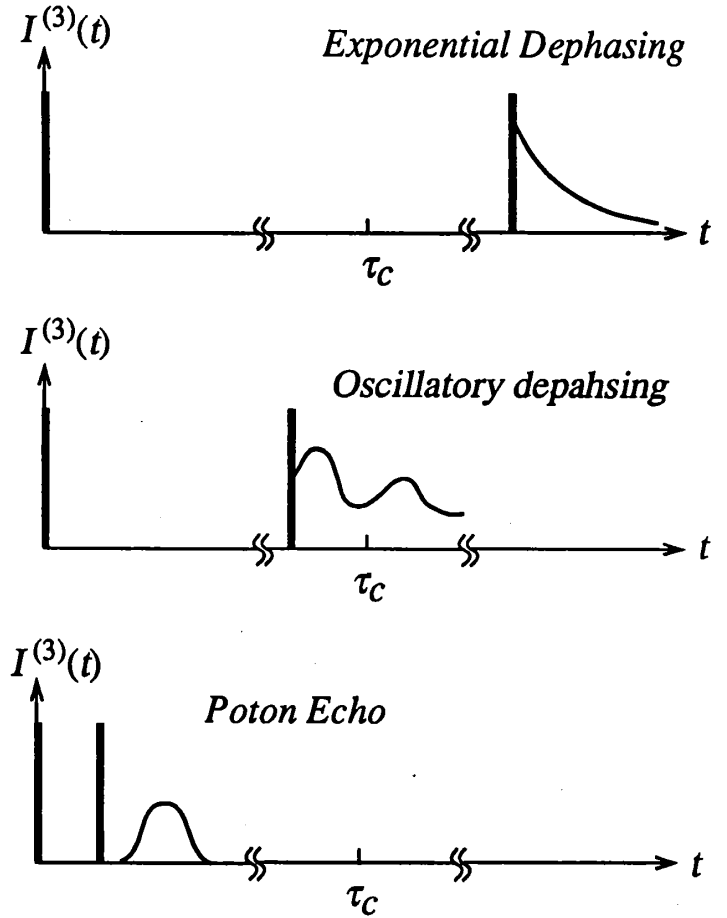 I⁽³⁾(t)
Exponential Dephasing
t
τ_C
I⁽³⁾(t)
Oscillatory depahsing
t
τ_C
I⁽³⁾(t)
Poton Echo
t
τ_C